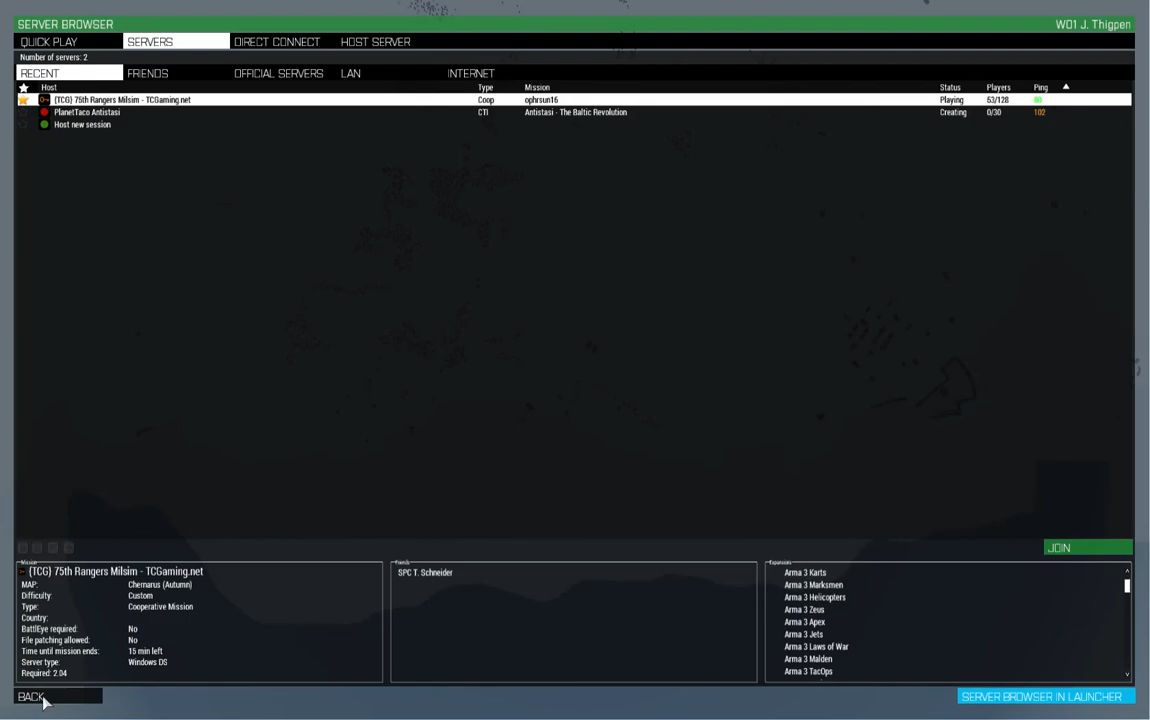 SERVER BROWSER W01 J. Thigpen
QUICK PLAY SERVERS DIRECT CONNECT HOST SERVER
Number of servers: 2
RECENT FRIENDS OFFICIAL SERVERS LAN INTERNET
Host Type Mission Status Players Ping
(TCG) 75th Rangers Milsim - TCGaming.net Coop ophrsun16 Playing 53/128 80
PlanetTaco Antistasi CTI Antistasi - The Baltic Revolution Creating 0/30 102
Host new session
JOIN
Mission Friends Expansions
(TCG) 75th Rangers Milsim - TCGaming.net SPC T. Schneider Arma 3 Karts
MAP: Chernarus (Autumn) Arma 3 Marksmen
Difficulty: Custom Arma 3 Helicopters
Type: Cooperative Mission Arma 3 Zeus
Country: Arma 3 Apex
BattlEye required: No Arma 3 Jets
File patching allowed: No Arma 3 Laws of War
Time until mission ends: 15 min left Arma 3 Malden
Server type: Windows DS Arma 3 TacOps
Required: 2.04
BACK SERVER BROWSER IN LAUNCHER